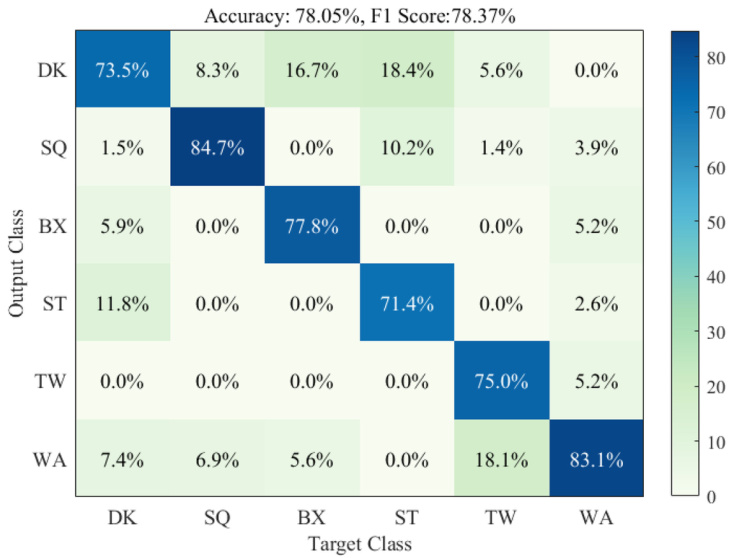 Accuracy: 78.05%, F1 Score:78.37%
DK 73.5% 8.3% 16.7% 18.4% 5.6% 0.0%
SQ 1.5% 84.7% 0.0% 10.2% 1.4% 3.9%
BX 5.9% 0.0% 77.8% 0.0% 0.0% 5.2%
ST 11.8% 0.0% 0.0% 71.4% 0.0% 2.6%
TW 0.0% 0.0% 0.0% 0.0% 75.0% 5.2%
WA 7.4% 6.9% 5.6% 0.0% 18.1% 83.1%
DK SQ BX ST TW WA
Target Class
Output Class
80
70
60
50
40
30
20
10
0